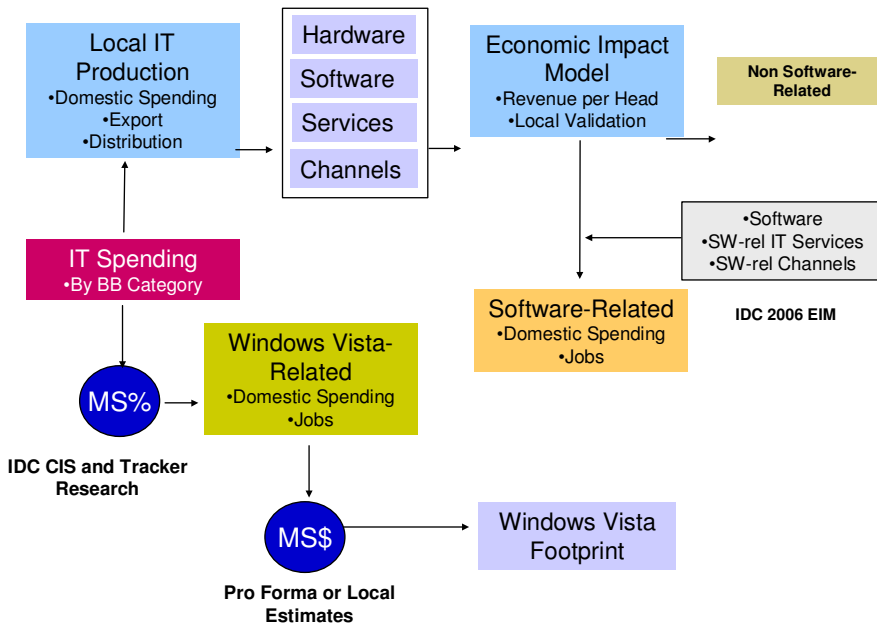 Local IT
Production
•Domestic Spending
•Export
•Distribution
Hardware
Software
Services
Channels
Economic Impact
Model
•Revenue per Head
•Local Validation
Non Software-
Related
IT Spending
•By BB Category
•Software
•SW-rel IT Services
•SW-rel Channels
IDC 2006 EIM
Software-Related
•Domestic Spending
•Jobs
Windows Vista-
Related
•Domestic Spending
•Jobs
MS%
IDC CIS and Tracker
Research
MS$
Pro Forma or Local
Estimates
Windows Vista
Footprint